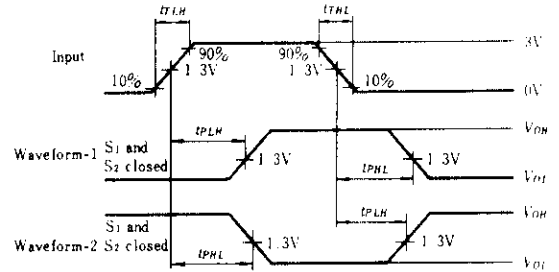 tTLH tTHL
Input 10% 90% 1.3V 90% 1.3V 10% 3V
0V
Waveform-1 S1 and S2 closed tPLH 1.3V tPHL 1.3V VOH
VOL
Waveform-2 S1 and S2 closed tPHL 1.3V tPLH 1.3V VOH
VOL